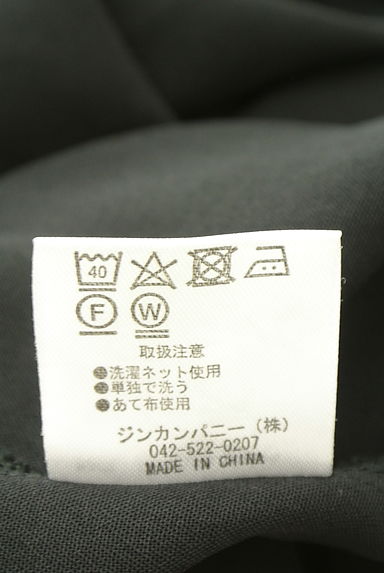 40
F W
取扱注意
●洗濯ネット使用
●単独で洗う
●あて布使用
ジンカンパニー（株）
042-522-0207
MADE IN CHINA